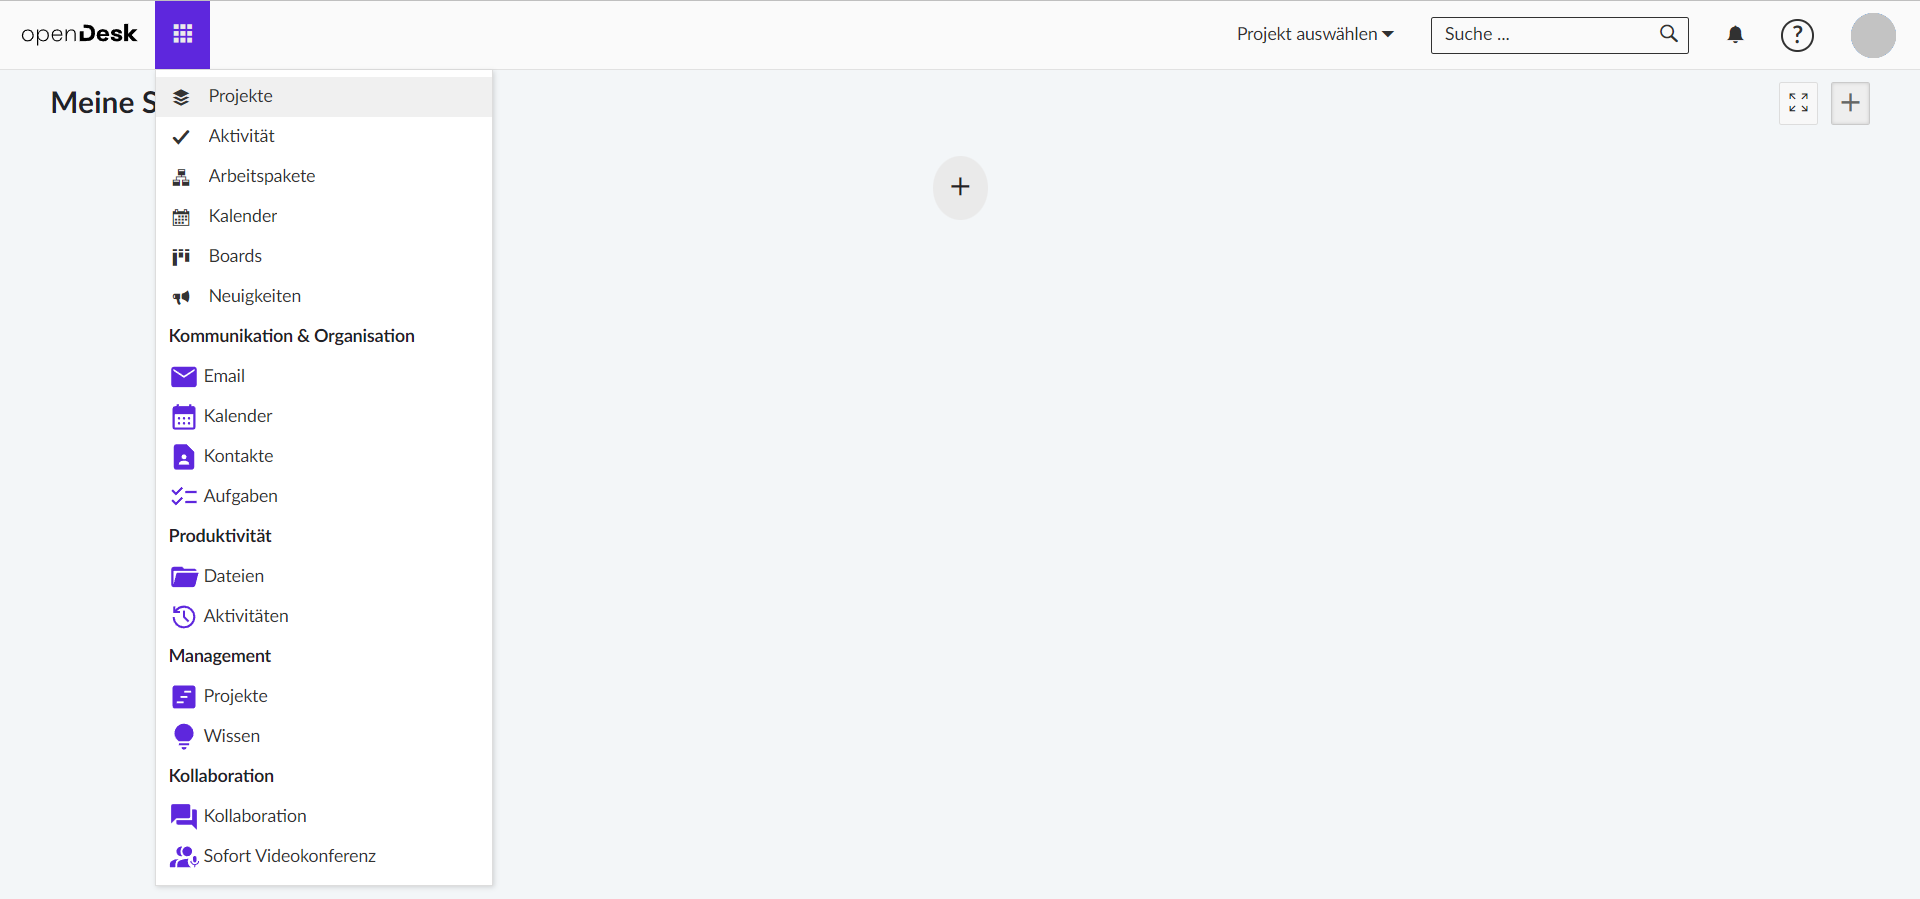 openDesk
Projekt auswählen
Suche ...
?
Meine S
Projekte
Aktivität
Arbeitspakete
Kalender
Boards
Neuigkeiten
Kommunikation & Organisation
Email
Kalender
Kontakte
Aufgaben
Produktivität
Dateien
Aktivitäten
Management
Projekte
Wissen
Kollaboration
Kollaboration
Sofort Videokonferenz